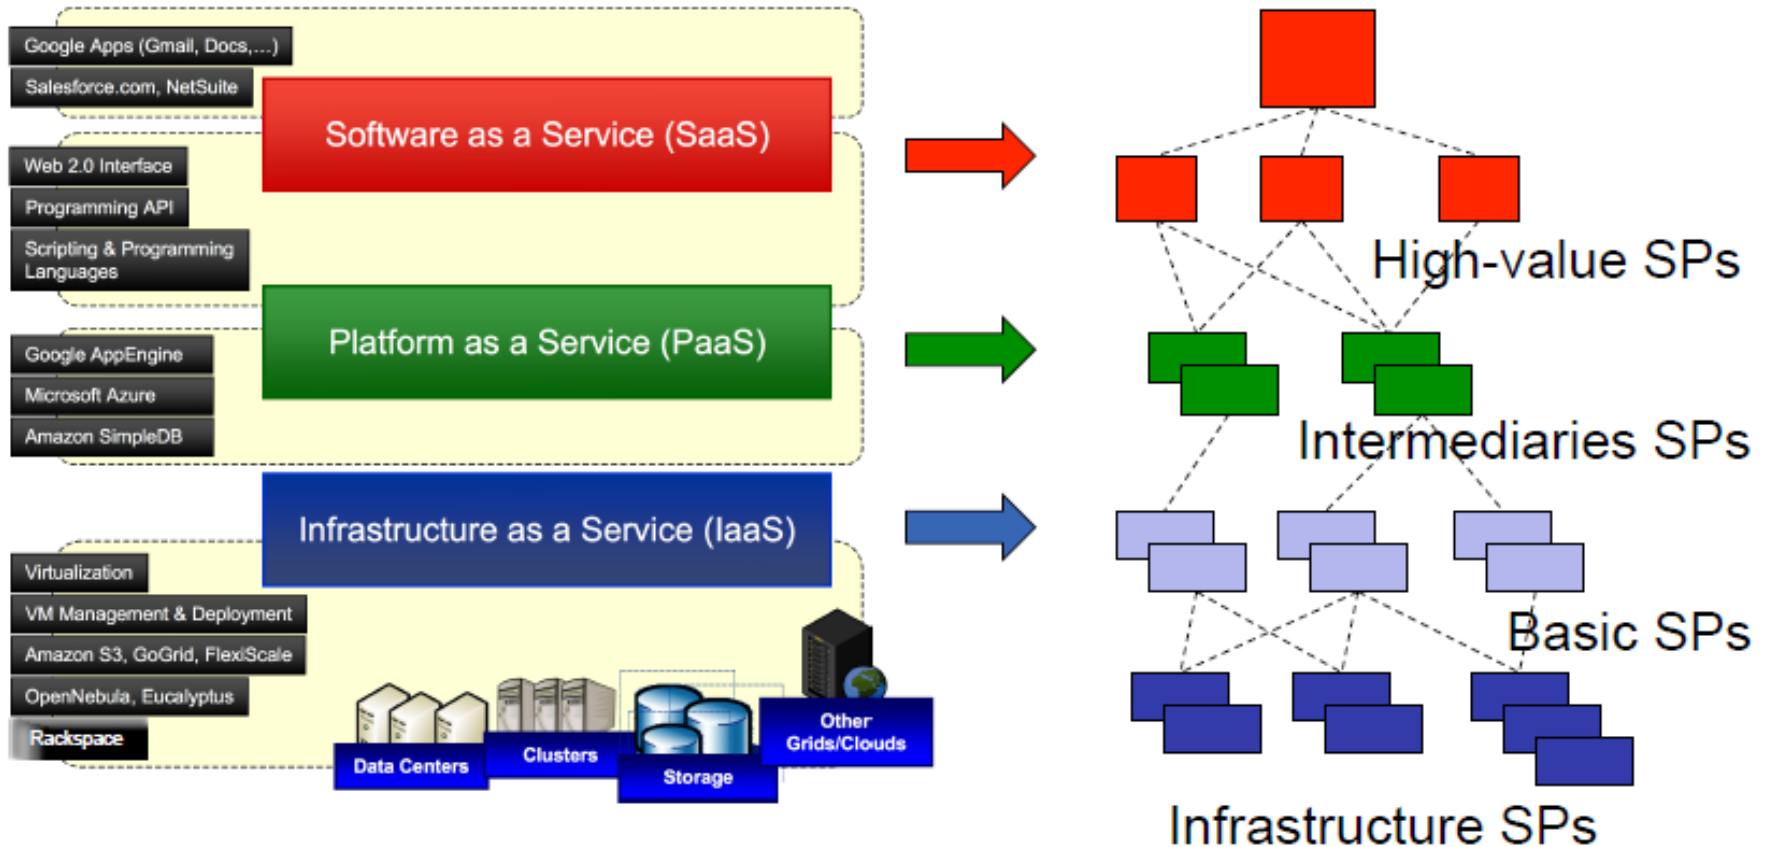 Google Apps (Gmail, Docs,...)
Salesforce.com, NetSuite
Software as a Service (SaaS)
Web 2.0 Interface
Programming API
Scripting & Programming
Languages
Platform as a Service (PaaS)
Google AppEngine
Microsoft Azure
Amazon SimpleDB
Infrastructure as a Service (IaaS)
Virtualization
VM Management & Deployment
Amazon S3, GoGrid, FlexiScale
OpenNebula, Eucalyptus
Rackspace
Data Centers
Clusters
Storage
Other
Grids/Clouds
High-value SPs
Intermediaries SPs
Basic SPs
Infrastructure SPs